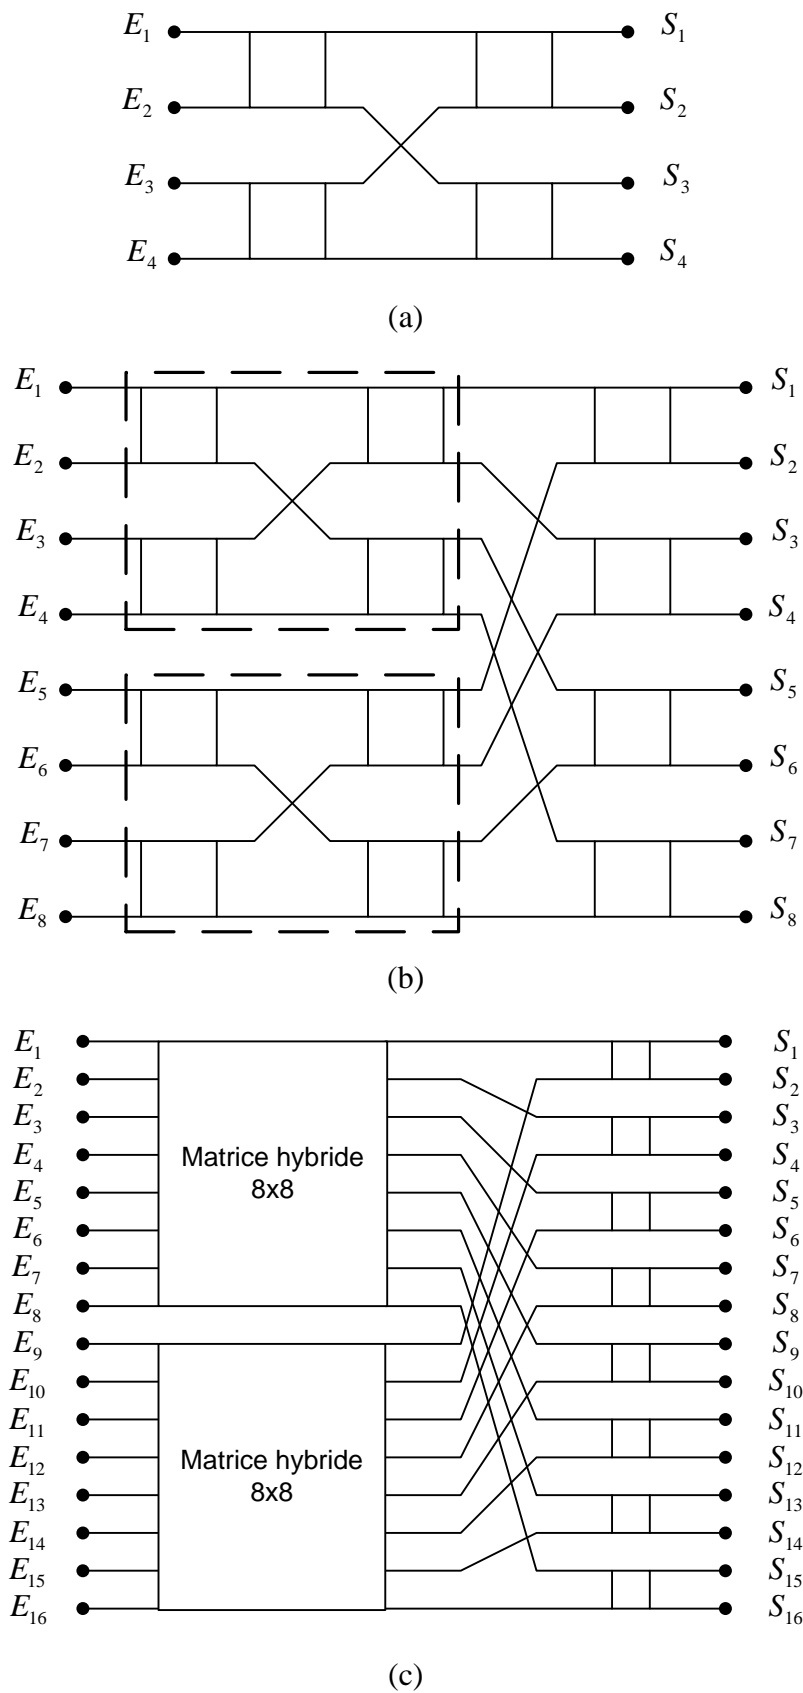 E₁ S₁
E₂ S₂
E₃ S₃
E₄ S₄
(a)
E₁ S₁
E₂ S₂
E₃ S₃
E₄ S₄
E₅ S₅
E₆ S₆
E₇ S₇
E₈ S₈
(b)
E₁ S₁
E₂ S₂
E₃ S₃
E₄ S₄
Matrice hybride
8x8
E₅ S₅
E₆ S₆
E₇ S₇
E₈ S₈
E₉ S₉
E₁₀ S₁₀
E₁₁ S₁₁
E₁₂ S₁₂
Matrice hybride
8x8
E₁₃ S₁₃
E₁₄ S₁₄
E₁₅ S₁₅
E₁₆ S₁₆
(c)